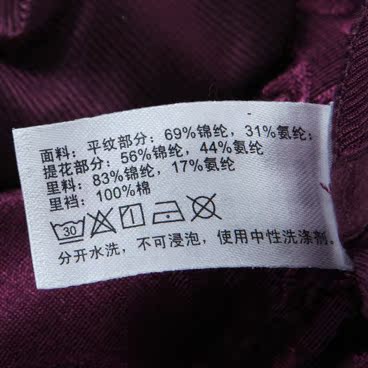 面料：平纹部分：69%锦纶，31%氨纶；
提花部分：56%锦纶，44%氨纶
里料：83%锦纶，17%氨纶
里裆：100%棉
30
分开水洗，不可浸泡，使用中性洗涤剂。